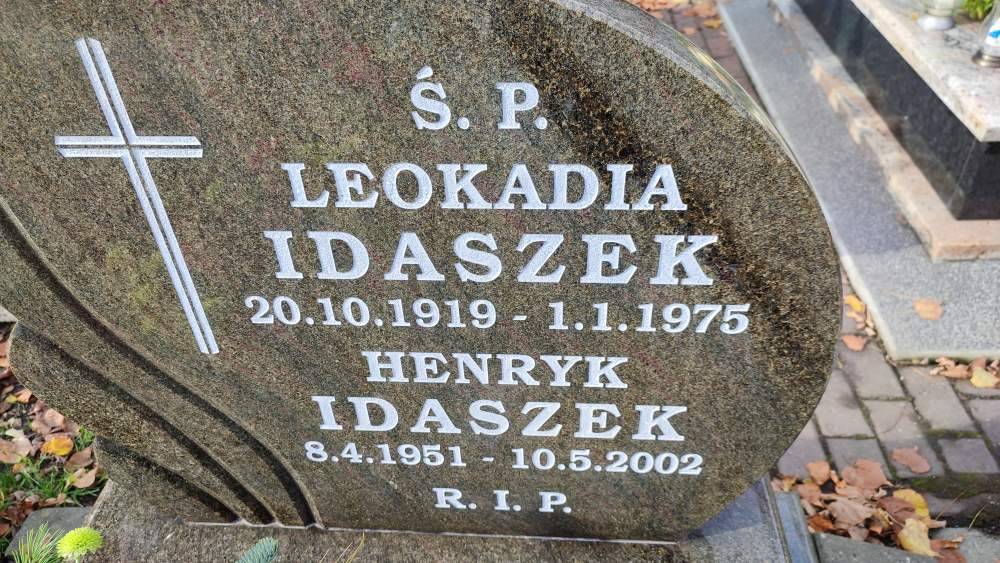 Ś. P.
LEOKADIA
IDASZEK
20.10.1919 - 1.1.1975
HENRYK
IDASZEK
8.4.1951 - 10.5.2002
R. I. P.